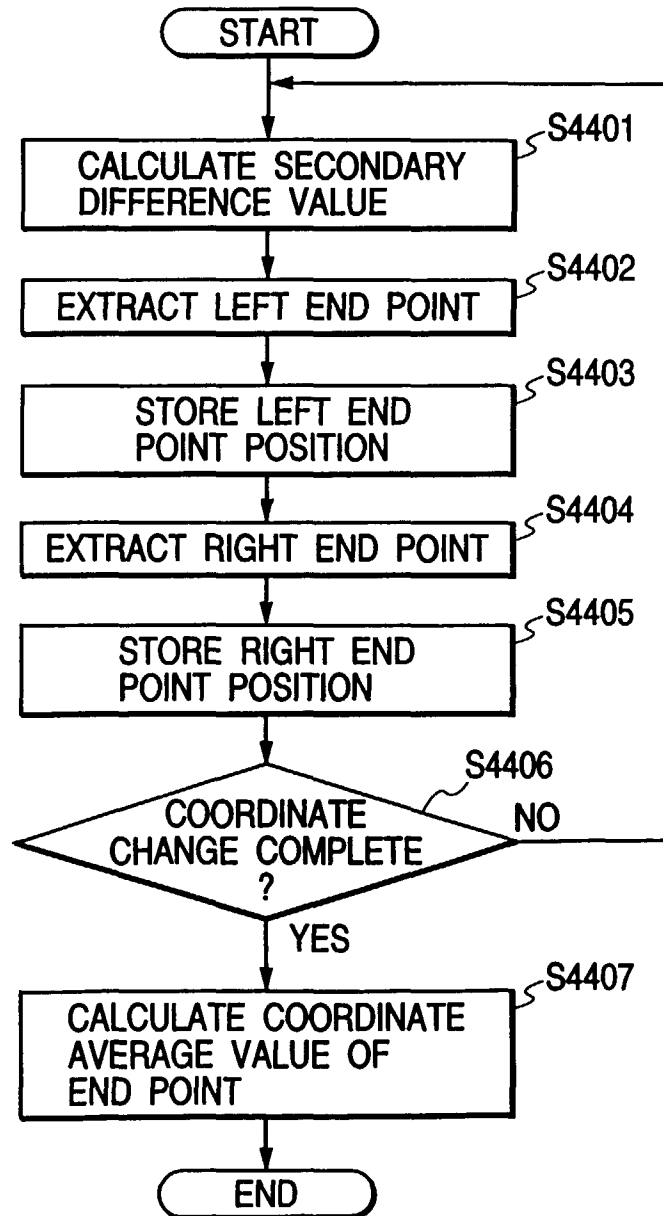 START
S4401
CALCULATE SECONDARY
DIFFERENCE VALUE
S4402
EXTRACT LEFT END POINT
S4403
STORE LEFT END
POINT POSITION
S4404
EXTRACT RIGHT END POINT
S4405
STORE RIGHT END
POINT POSITION
S4406
COORDINATE
CHANGE COMPLETE
?
NO
YES
S4407
CALCULATE COORDINATE
AVERAGE VALUE OF
END POINT
END